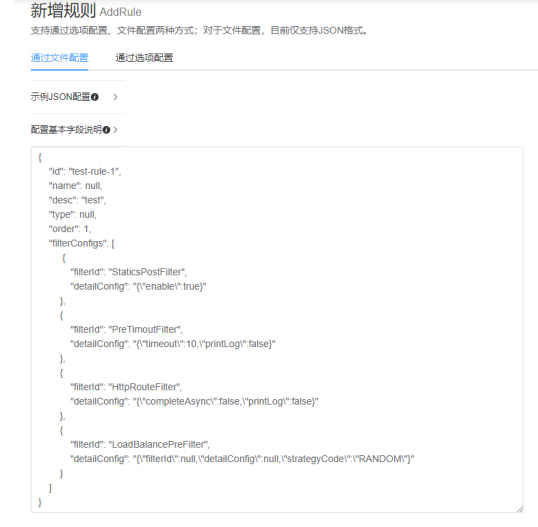 新增规则 AddRule
支持通过选项配置、文件配置两种方式；对于文件配置，目前仅支持JSON格式。
通过文件配置 通过选项配置
示例JSON配置
配置基本字段说明
{
"id": "test-rule-1",
"name": null,
"desc": "test",
"type": null,
"order": 1,
"filterConfigs": [
{
"filterId": "StaticsPostFilter",
"detailConfig": "{\"enable\":true}"
},
{
"filterId": "PreTimoutFilter",
"detailConfig": "{\"timeout\":10,\"printLog\":false}"
},
{
"filterId": "HttpRouteFilter",
"detailConfig": "{\"completeAsync\":false,\"printLog\":false}"
},
{
"filterId": "LoadBalancePreFilter",
"detailConfig": "{\"filterId\":null,\"detailConfig\":null,\"strategyCode\":\"RANDOM\"}"
}
]
}